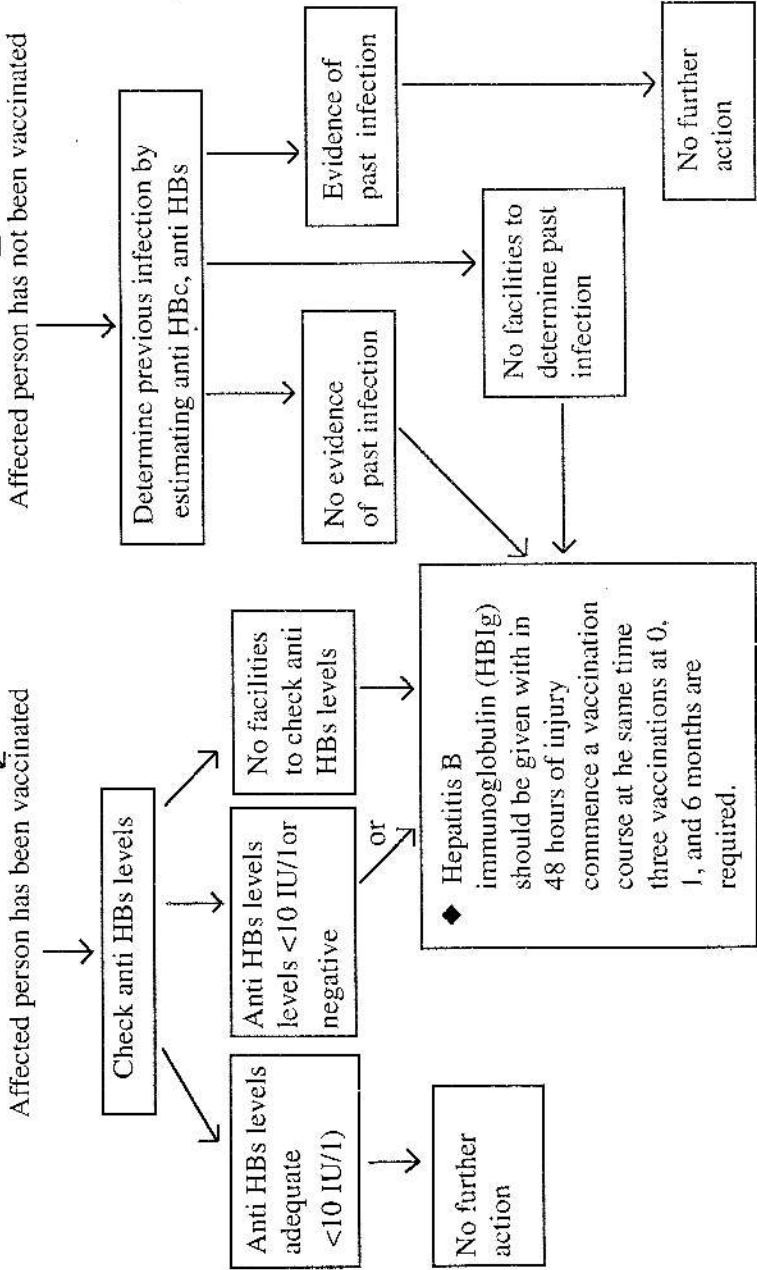 Affected person has been vaccinated
Check anti HBs levels
Anti HBs levels
adequate
<10 IU/1)
No further
action
Anti HBs levels
levels <10 IU/1or
negative
or
No facilities
to check anti
HBs levels
◆ Hepatitis B
immunoglobulin (HBIg)
should be given with in
48 hours of injury
commence a vaccination
course at he same time
three vaccinations at 0,
1, and 6 months are
required.
Affected person has not been vaccinated
Determine previous infection by
estimating anti HBc, anti HBs
No evidence
of past infection
No facilities to
determine past
infection
Evidence of
past infection
No further
action